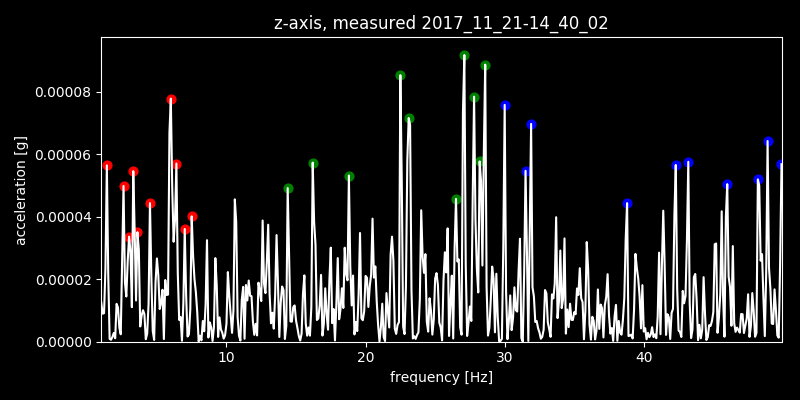 z-axis, measured 2017_11_21-14_40_02
0.00008
0.00006
0.00004
0.00002
0.00000
acceleration [g]
10 20 30 40
frequency [Hz]